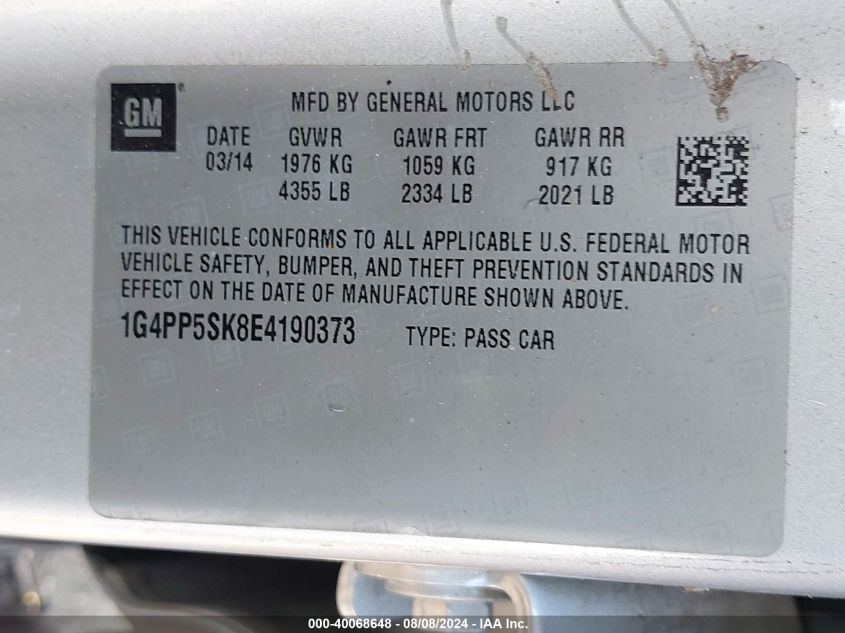 GM ®
MFD BY GENERAL MOTORS LLC
DATE GVWR GAWR FRT GAWR RR
03/14 1976 KG 1059 KG 917 KG
4355 LB 2334 LB 2021 LB
THIS VEHICLE CONFORMS TO ALL APPLICABLE U.S. FEDERAL MOTOR
VEHICLE SAFETY, BUMPER, AND THEFT PREVENTION STANDARDS IN
EFFECT ON THE DATE OF MANUFACTURE SHOWN ABOVE.
1G4PP5SK8E4190373 TYPE: PASS CAR
000-40068648 - 08/08/2024 - IAA Inc.